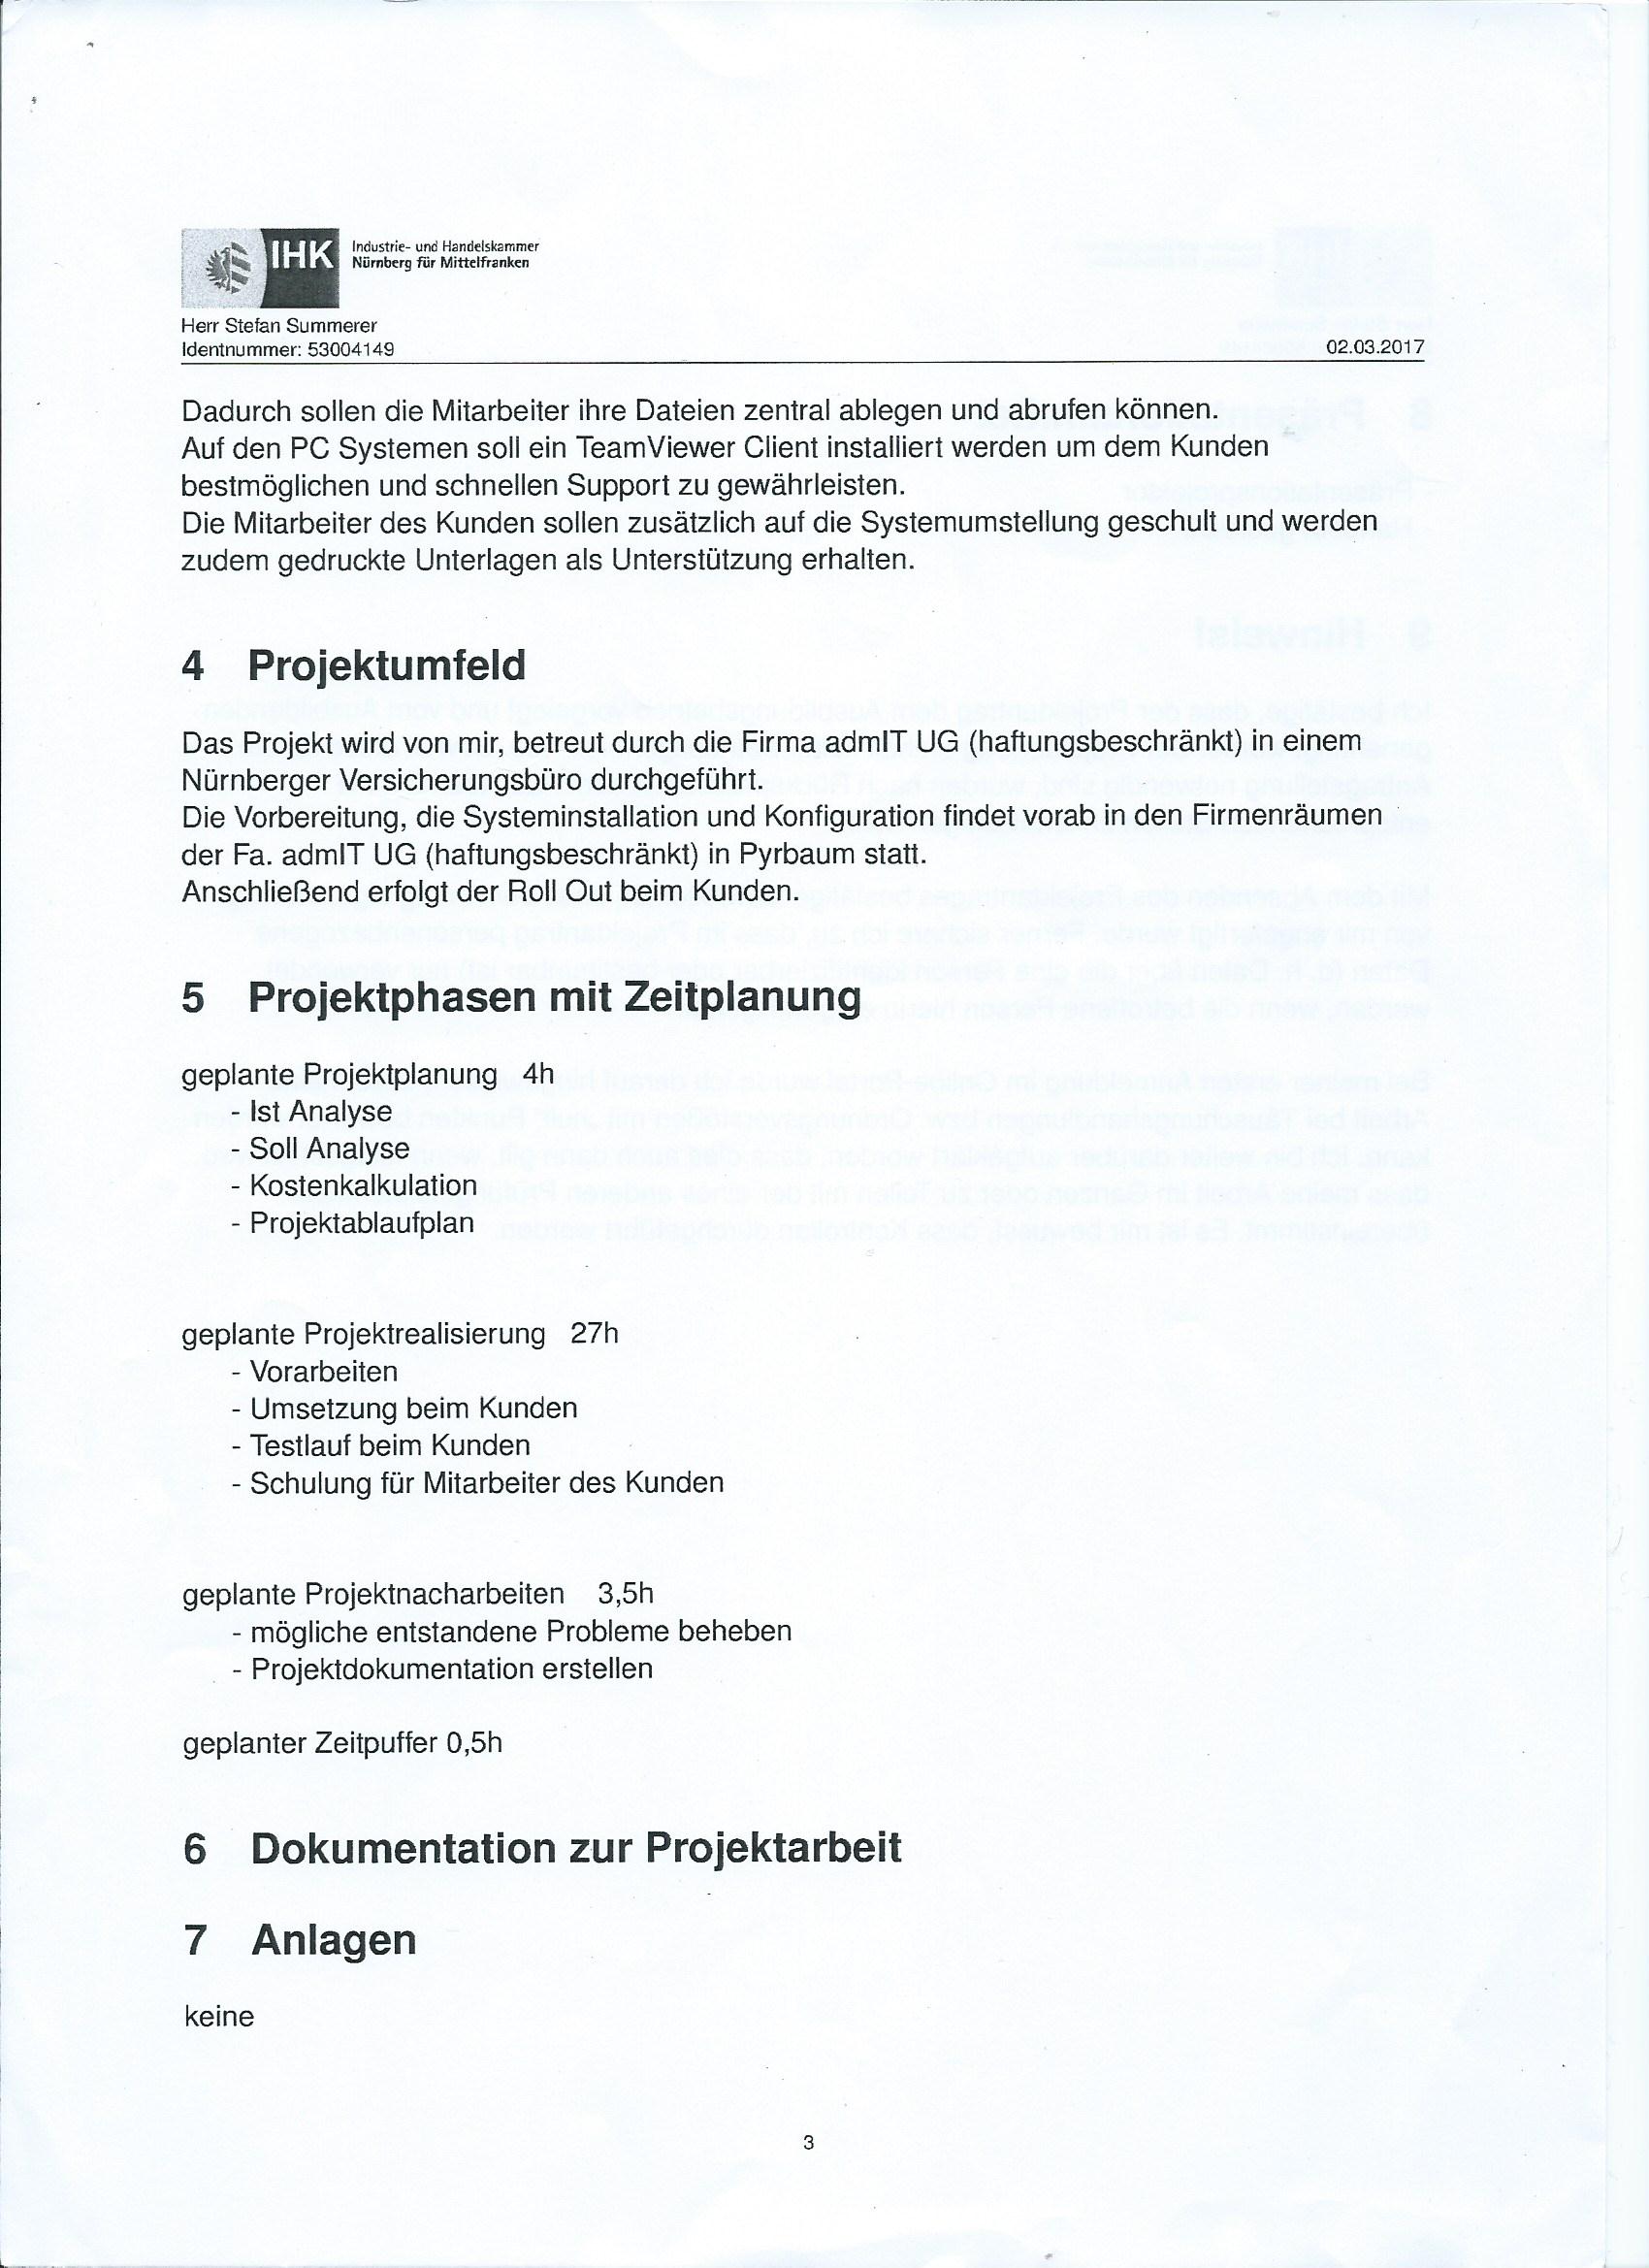 IHK
Industrie- und Handelskammer
Nürnberg für Mittelfranken
Herr Stefan Summerer
Identnummer: 53004149
02.03.2017
Dadurch sollen die Mitarbeiter ihre Dateien zentral ablegen und abrufen können.
Auf den PC Systemen soll ein TeamViewer Client installiert werden um dem Kunden
bestmöglichen und schnellen Support zu gewährleisten.
Die Mitarbeiter des Kunden sollen zusätzlich auf die Systemumstellung geschult und werden
zudem gedruckte Unterlagen als Unterstützung erhalten.
4 Projektumfeld
Das Projekt wird von mir, betreut durch die Firma admIT UG (haftungsbeschränkt) in einem
Nürnberger Versicherungsbüro durchgeführt.
Die Vorbereitung, die Systeminstallation und Konfiguration findet vorab in den Firmenräumen
der Fa. admIT UG (haftungsbeschränkt) in Pyrbaum statt.
Anschließend erfolgt der Roll Out beim Kunden.
5 Projektphasen mit Zeitplanung
geplante Projektplanung 4h
- Ist Analyse
- Soll Analyse
- Kostenkalkulation
- Projektablaufplan
geplante Projektrealisierung 27h
- Vorarbeiten
- Umsetzung beim Kunden
- Testlauf beim Kunden
- Schulung für Mitarbeiter des Kunden
geplante Projektnacharbeiten 3,5h
- mögliche entstandene Probleme beheben
- Projektdokumentation erstellen
geplanter Zeitpuffer 0,5h
6 Dokumentation zur Projektarbeit
7 Anlagen
keine
3